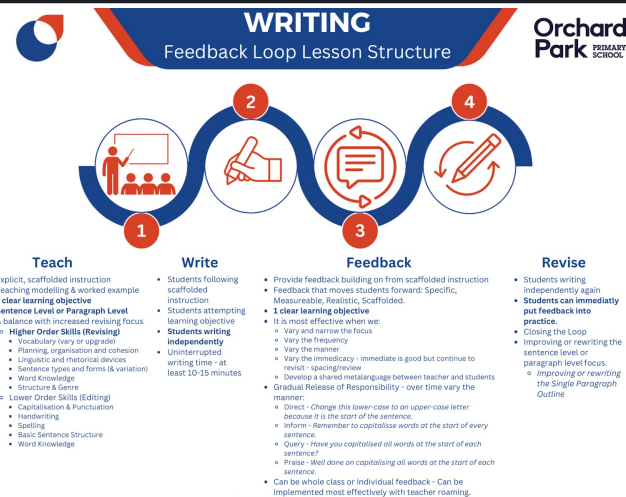 WRITING
Feedback Loop Lesson Structure
Orchard
Park PRIMARY
SCHOOL
2
4
1
3
Teach
xplicit, scaffolded instruction
eaching modelling & worked example
clear learning objective
entence Level or Paragraph Level
balance with increased revising focus
Higher Order Skills (Revising)
Vocabulary (vary or upgrade)
Planning, organisation and cohesion
Linguistic and rhetorical devices
Sentence types and forms (& variation)
Word Knowledge
Structure & Genre
Lower Order Skills (Editing)
Capitalisation & Punctuation
Handwriting
Spelling
Basic Sentence Structure
Word Knowledge
Write
Students following
scaffolded
instruction
Students attempting
learning objective
Students writing
independently
Uninterrupted
writing time - at
least 10-15 minutes
Feedback
Provide feedback building on from scaffolded instruction
Feedback that moves students forward: Specific,
Measureable, Realistic, Scaffolded.
1 clear learning objective
It is most effective when we:
Vary and narrow the focus
Vary the frequency
Vary the manner
Vary the immedicacy - immediate is good but continue to
revisit - spacing/review
Develop a shared metalanguage between teacher and students
Gradual Release of Responsibility - over time vary the
manner:
Direct - Change this lower-case to an upper-case letter
because it is the start of the sentence.
Inform - Remember to capitalisse words at the start of every
sentence.
Query - Have you capitalised all words at the start of each
sentence?
Praise - Well done on capitalising all words at the start of each
sentence.
Can be whole class or individual feedback - Can be
implemented most effectively with teacher roaming.
Revise
Students writing
independently again
Students can immediatly
put feedback into
practice.
Closing the Loop
Improving or rewriting the
sentence level or
paragraph level focus.
Improving or rewriting
the Single Paragraph
Outline